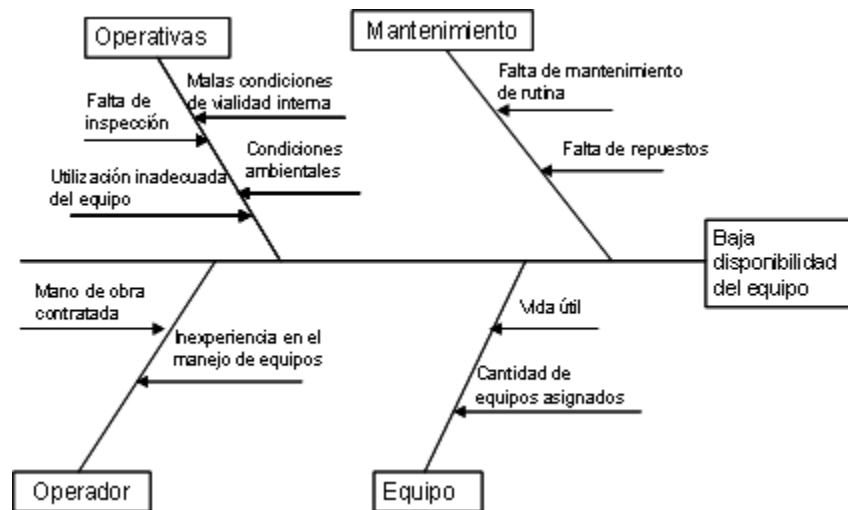 Operativas
Mantenimiento
Malas condiciones
de vialidad interna
Falta de
inspección
Condiciones
ambientales
Utilización inadecuada
del equipo
Falta de mantenimiento
de rutina
Falta de repuestos
Baja
disponibilidad
del equipo
Mano de obra
contratada
Inexperiencia en el
manejo de equipos
Vida útil
Cantidad de
equipos asignados
Operador
Equipo